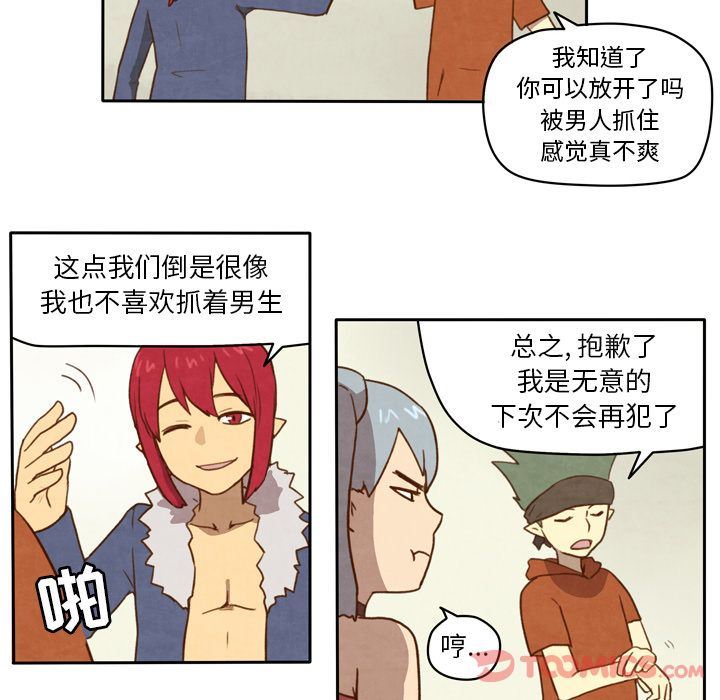 我知道了
你可以放开了吗
被男人抓住
感觉真不爽
这点我们倒是很像
我也不喜欢抓着男生
啪
总之, 抱歉了
我是无意的
下次不会再犯了
哼...
TOOMICS.COM